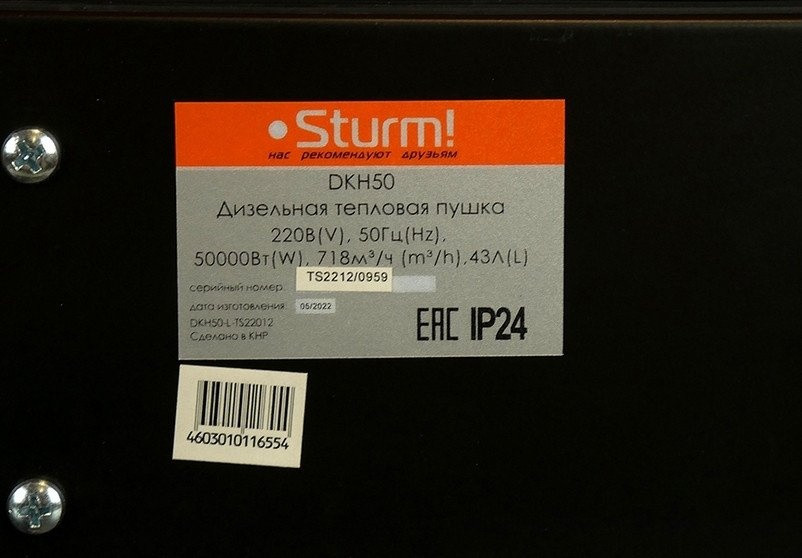 Sturm!
нас рекомендуют друзьям
DKH50
Дизельная тепловая пушка
220В(V), 50Гц(Hz),
50000Вт(W), 718м³/ч (m³/h),43Л(L)
серийный номер TS2212/0959
дата изготовления 05/2022
DKH50-L-TS22012
Сделано в КНР
EAC IP24
4603010116554